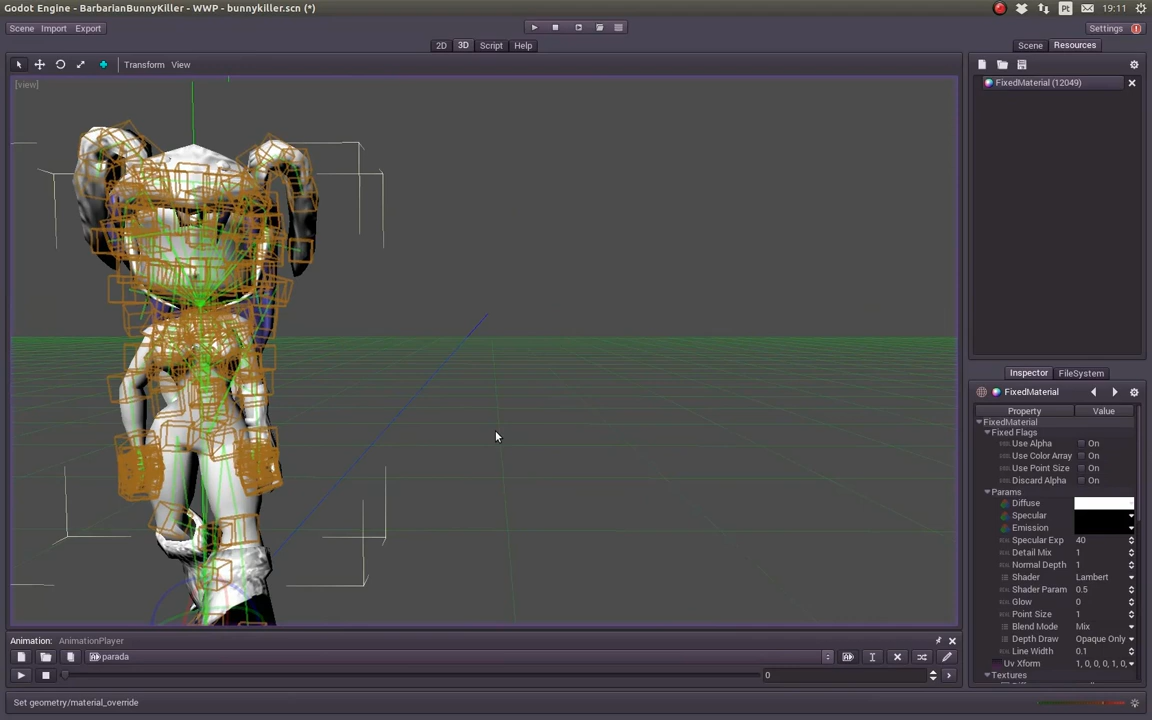 Godot Engine - BarbarianBunnyKiller - WWP - bunnykiller.scn (*)
Pt
19:11
Scene Import Export
Settings
2D 3D Script Help
Scene Resources
Transform View
[view]
FixedMaterial (12049)
Inspector FileSystem
FixedMaterial
Property Value
FixedMaterial
Fixed Flags
Use Alpha On
Use Color Array On
Use Point Size On
Discard Alpha On
Params
Diffuse
Specular
Emission
Specular Exp 40
Detail Mix 1
Normal Depth 1
Shader Lambert
Shader Param 0.5
Glow 0
Point Size 1
Blend Mode Mix
Depth Draw Opaque Only
Line Width 0.1
Uv Xform 1, 0, 0, 0, 1, 0,
Textures
Animation: AnimationPlayer
parada
0
Set geometry/material_override